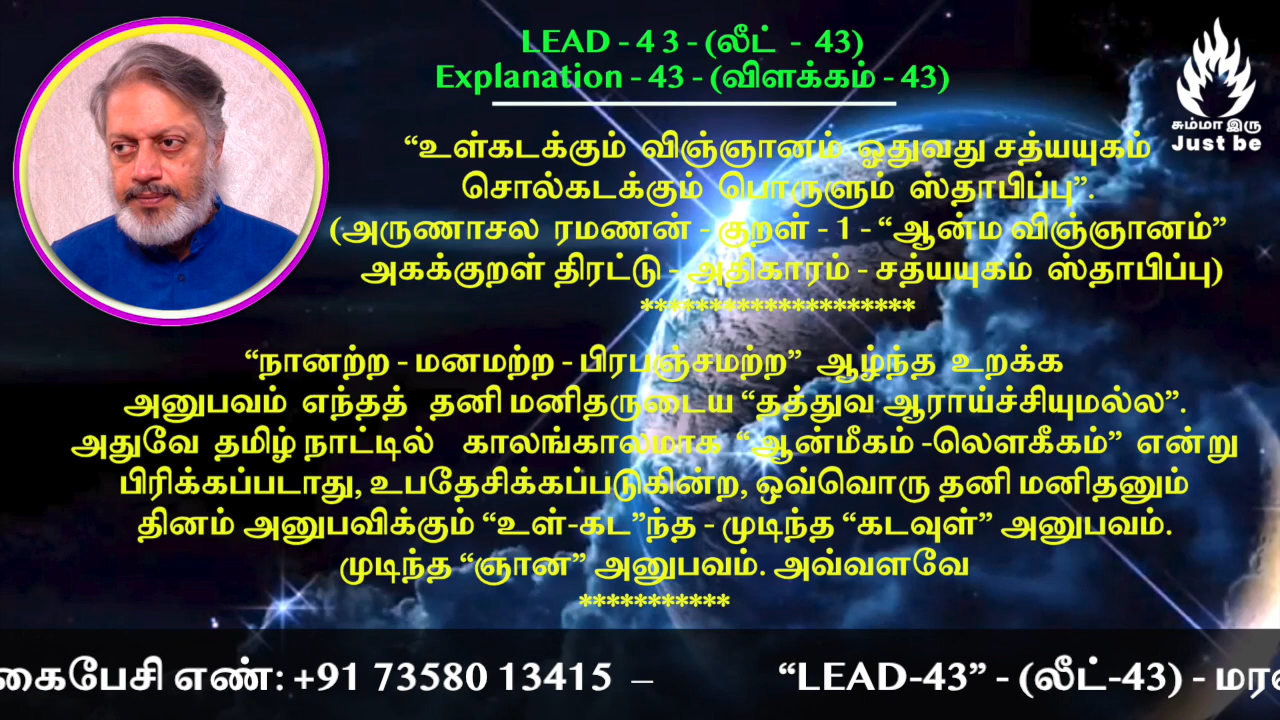 LEAD - 4 3 - (லீட் - 43)
Explanation - 43 - (விளக்கம் - 43)
சும்மா இரு
Just be
“உள்கடக்கும் விஞ்ஞானம் ஓதுவது சத்யயுகம்
சொல்கடக்கும் பொருளும் ஸ்தாபிப்பு”.
(அருணாசல ரமணன் - குறள் - 1 - “ஆன்ம விஞ்ஞானம்”
அகக்குறள் திரட்டு - அதிகாரம் - சத்யயுகம் ஸ்தாபிப்பு)
********************
“நானற்ற - மனமற்ற - பிரபஞ்சமற்ற” ஆழ்ந்த உறக்க
அனுபவம் எந்தத் தனி மனிதருடைய “தத்துவ ஆராய்ச்சியுமல்ல”.
அதுவே தமிழ் நாட்டில் காலங்காலமாக “ஆன்மீகம் -லௌகீகம்” என்று
பிரிக்கப்படாது, உபதேசிக்கப்படுகின்ற, ஒவ்வொரு தனி மனிதனும்
தினம் அனுபவிக்கும் “உள்-கட”ந்த - முடிந்த “கடவுள்” அனுபவம்.
முடிந்த “ஞான” அனுபவம். அவ்வளவே
***********
கைபேசி எண்: +91 73580 13415 – “LEAD-43” - (லீட்-43) -